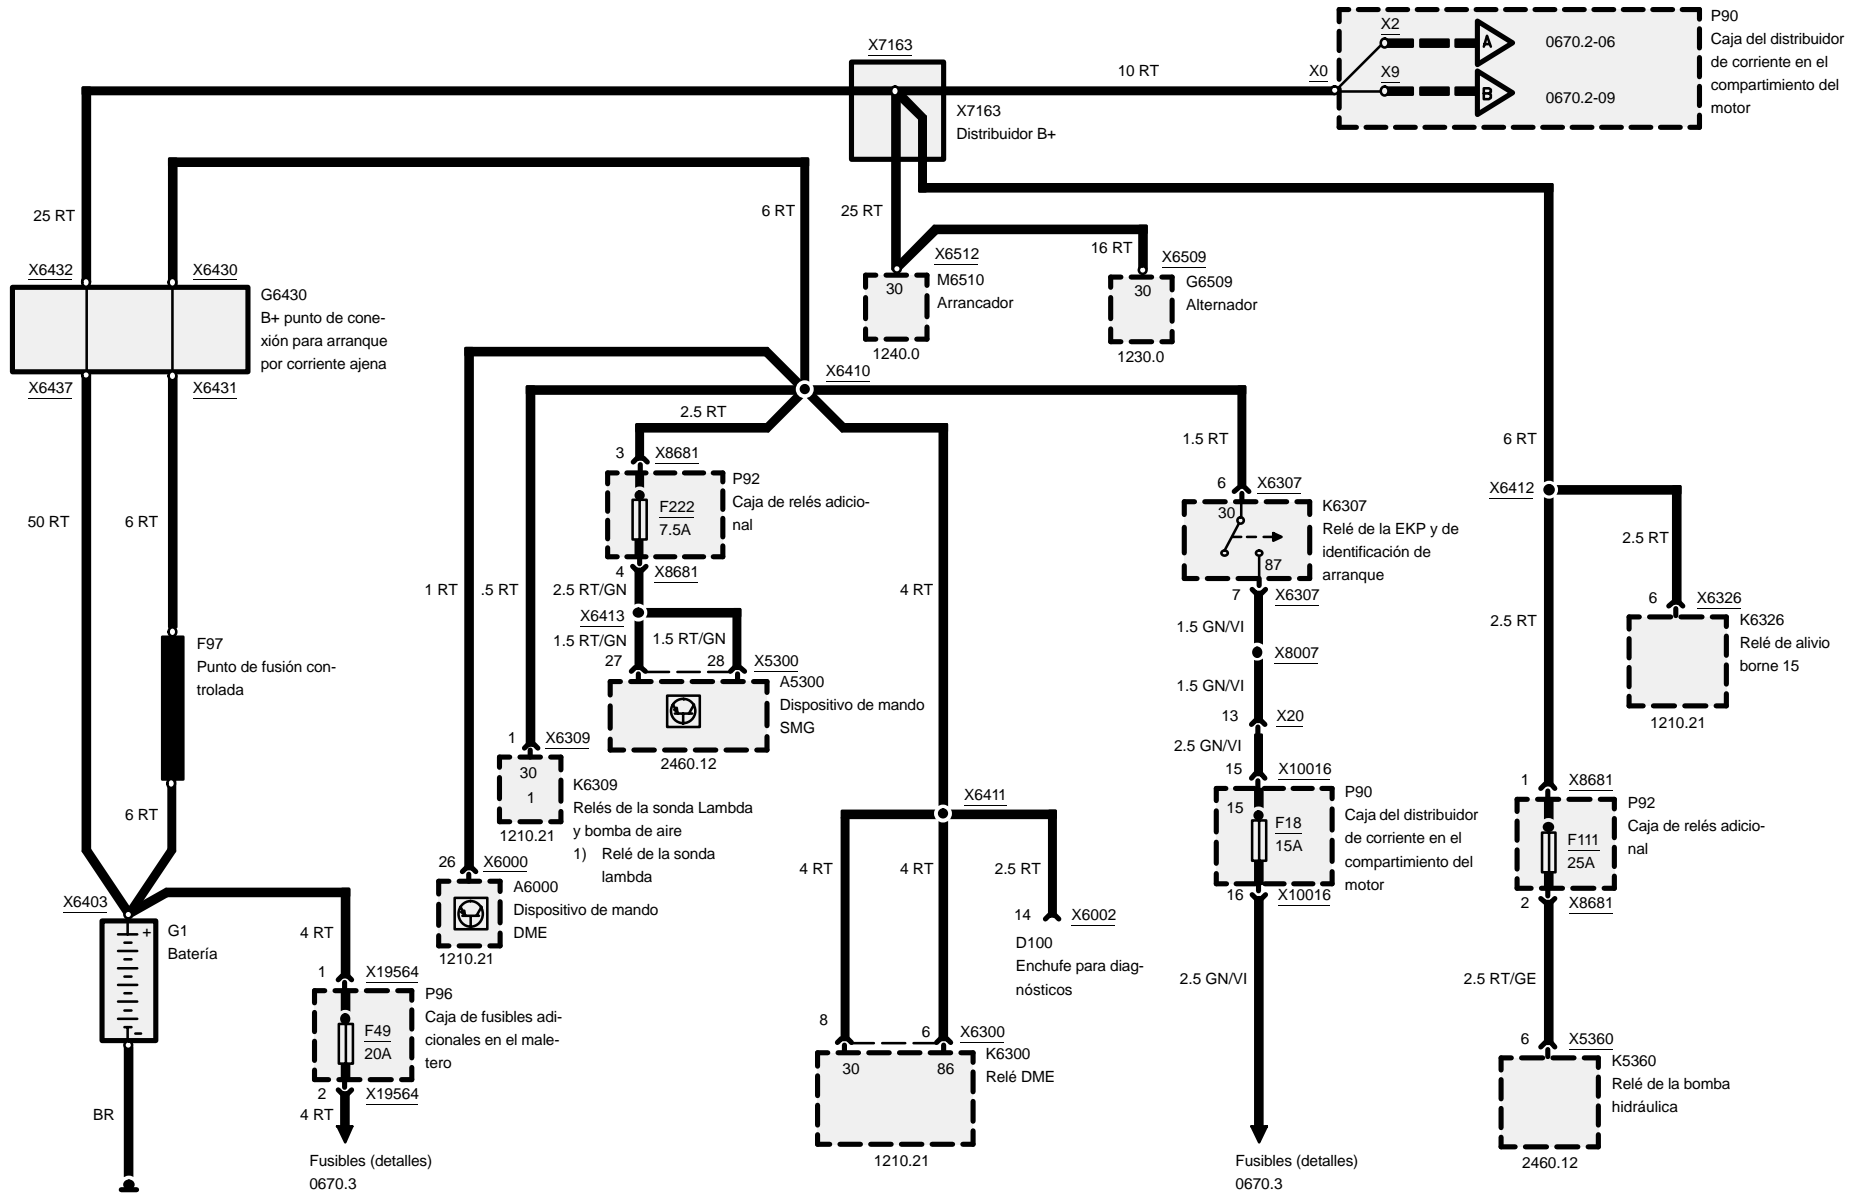 X7163
X7163
Distribuidor B+
10 RT
X0
X2
X9
A
B
0670.2-06
0670.2-09
P90
Caja del distribuidor
de corriente en el
compartimiento del
motor
25 RT
6 RT
25 RT
X6432
X6430
G6430
B+ punto de cone-
xión para arranque
por corriente ajena
X6437
X6431
X6512
M6510
Arrancador
30
1240.0
16 RT
X6509
G6509
Alternador
30
1230.0
X6410
2.5 RT
3
X8681
P92
Caja de relés adicio-
nal
F222
7.5A
4
X8681
2.5 RT/GN
X6413
1.5 RT/GN
1.5 RT/GN
27
28
X5300
A5300
Dispositivo de mando
SMG
2460.12
50 RT
6 RT
F97
Punto de fusión con-
trolada
6 RT
1 RT
.5 RT
4 RT
1
X6309
30
1
K6309
Relés de la sonda Lambda
y bomba de aire
1) Relé de la sonda
lambda
1210.21
26
X6000
A6000
Dispositivo de mando
DME
1210.21
X6403
G1
Batería
+
-
BR
4 RT
1
X19564
P96
Caja de fusibles adi-
cionales en el male-
tero
F49
20A
2
X19564
4 RT
Fusibles (detalles)
0670.3
X6411
4 RT
4 RT
2.5 RT
14
X6002
D100
Enchufe para diag-
nósticos
8
6
X6300
K6300
Relé DME
30
86
1210.21
1.5 RT
6
X6307
K6307
Relé de la EKP y de
identificación de
arranque
30
87
7
X6307
1.5 GN/VI
X8007
1.5 GN/VI
13
X20
2.5 GN/VI
15
X10016
P90
Caja del distribuidor
de corriente en el
compartimiento del
motor
15
F18
15A
16
X10016
2.5 GN/VI
Fusibles (detalles)
0670.3
6 RT
X6412
2.5 RT
6
X6326
K6326
Relé de alivio
borne 15
1210.21
2.5 RT
1
X8681
P92
Caja de relés adicio-
nal
F111
25A
2
X8681
2.5 RT/GE
6
X5360
K5360
Relé de la bomba
hidráulica
2460.12